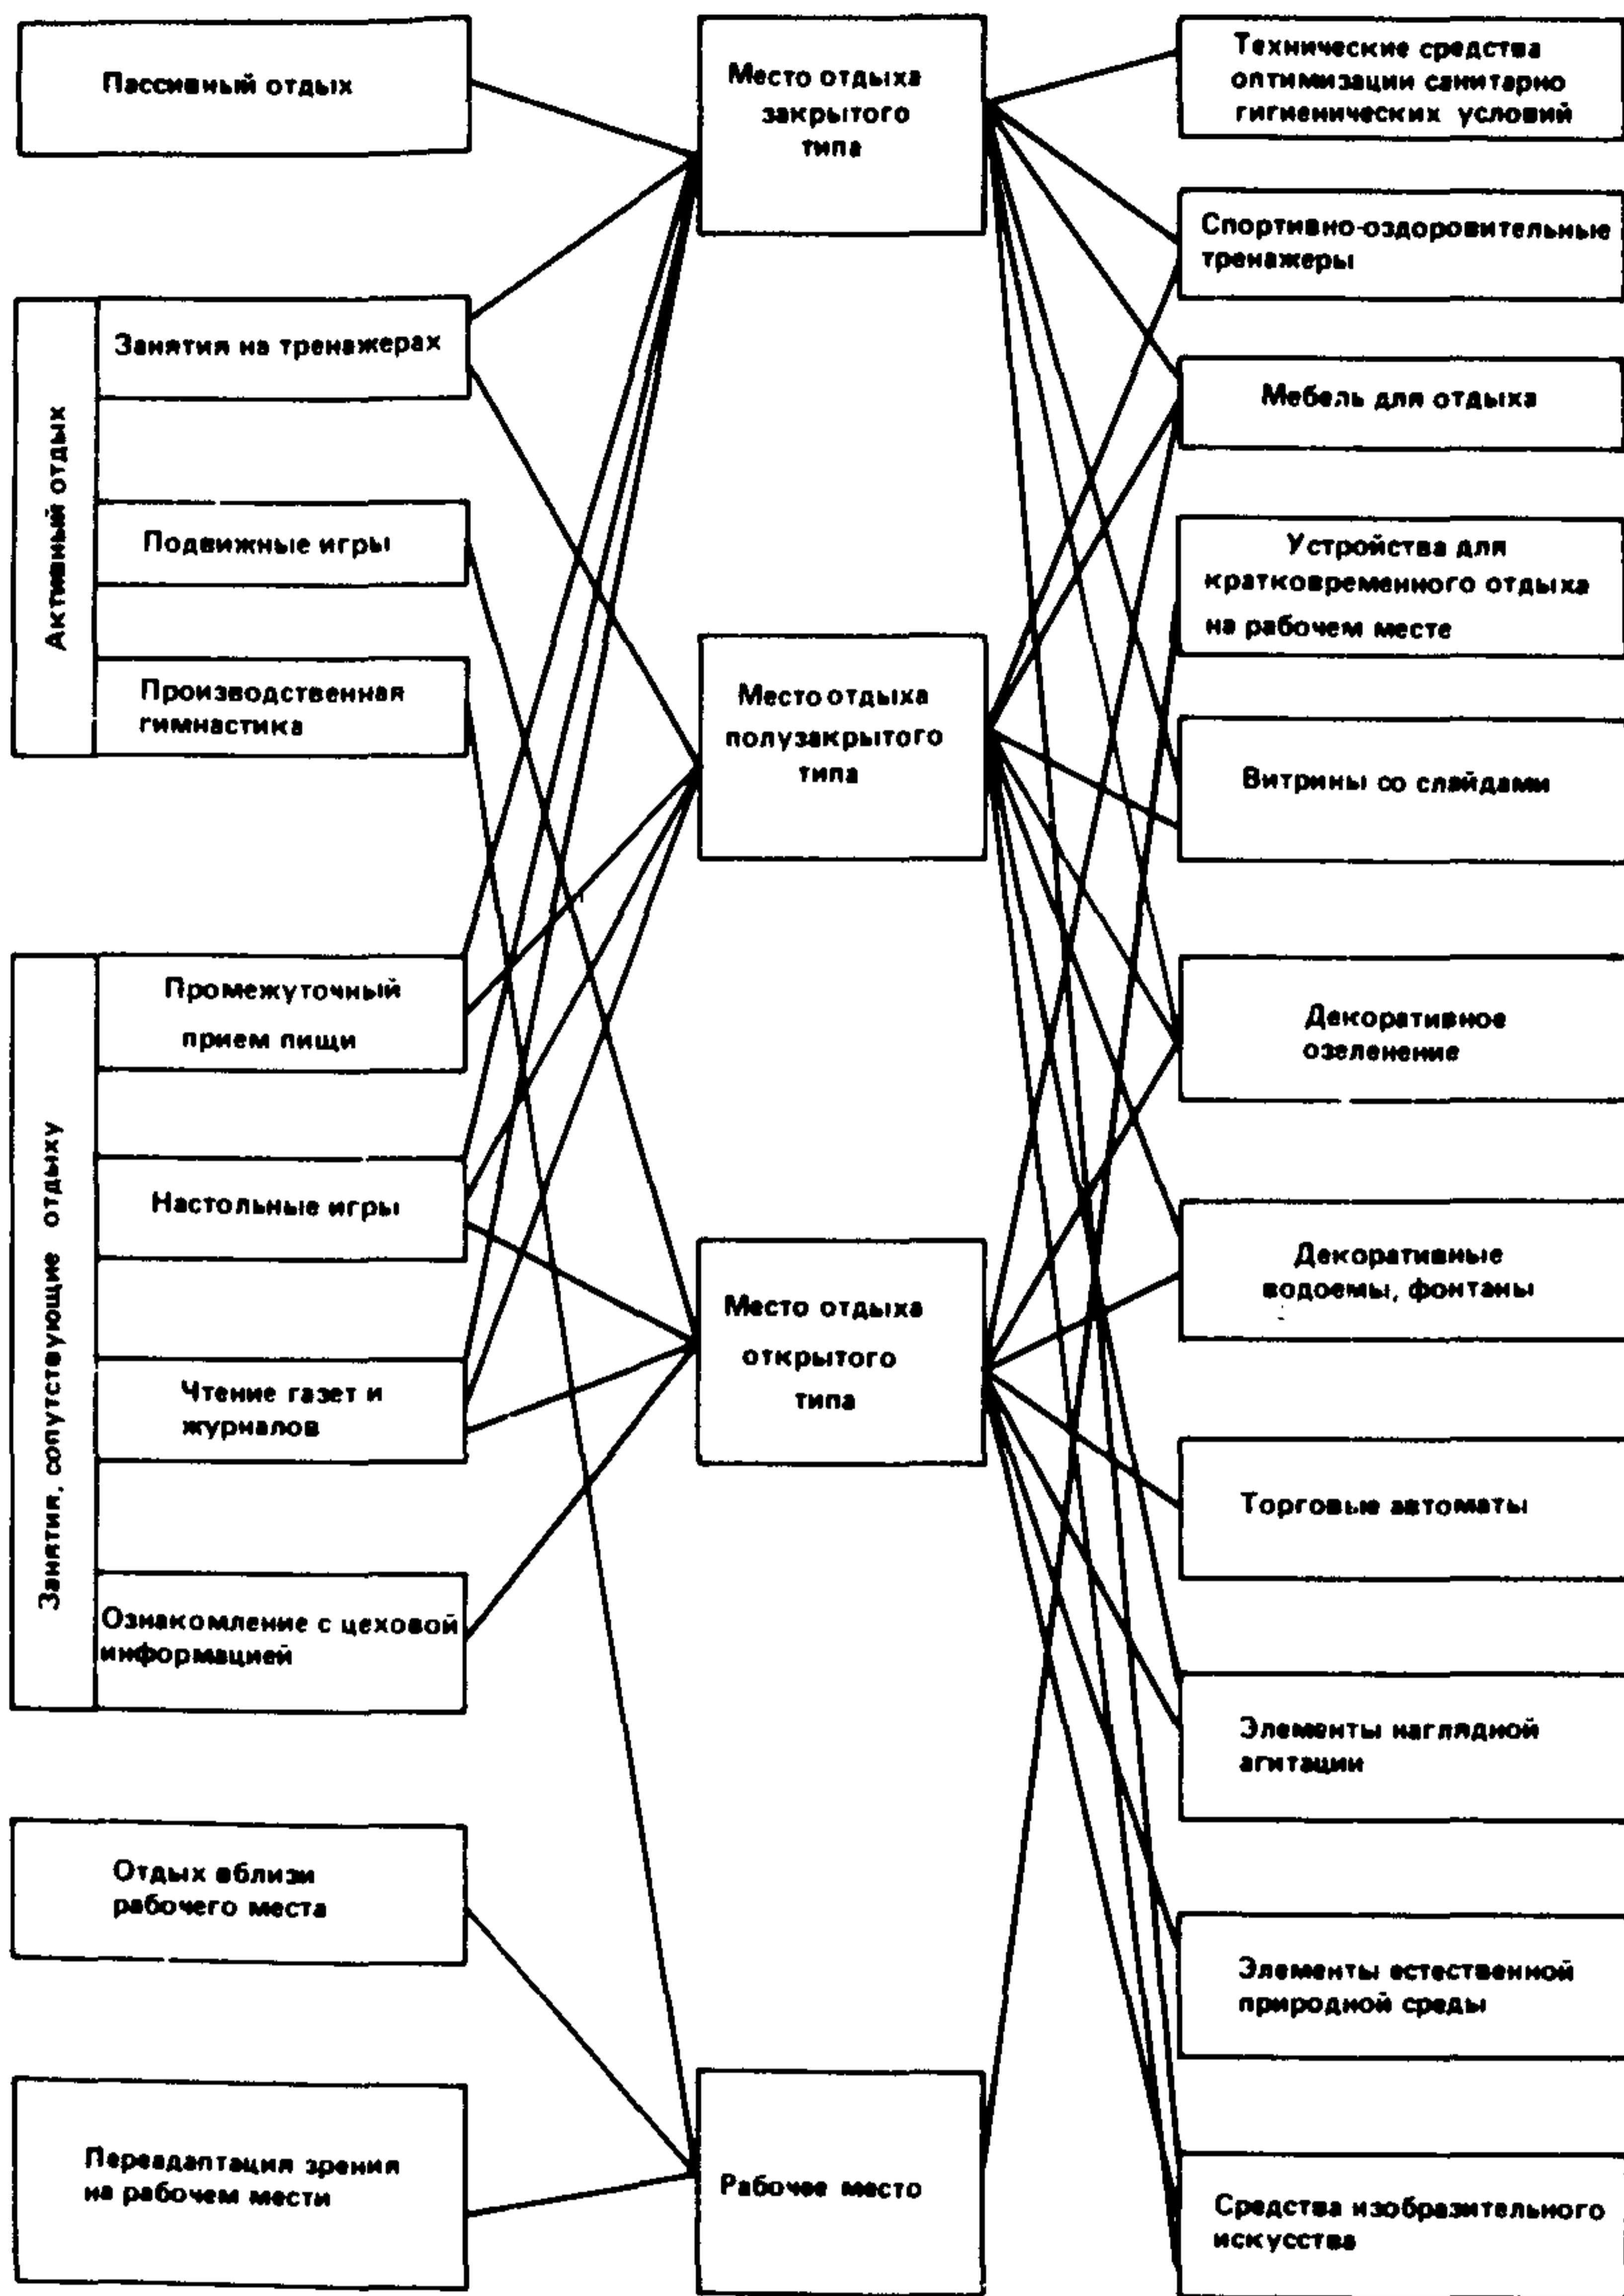 Пассивный отдых
Активный отдых
Занятия на тренажерах
Подвижные игры
Производственная
гимнастика
Занятия, сопутствующие отдыху
Промежуточный
прием пищи
Настольные игры
Чтение газет и
журналов
Ознакомление с цеховой
информацией
Отдых вблизи
рабочего места
Переадаптация зрения
на рабочем мести
Место отдыха
закрытого
типа
Место отдыха
полузакрытого
типа
Место отдыха
открытого
типа
Рабочее место
Технические средства
оптимизации санитарно
гигиенических условий
Спортивно-оздоровительные
тренажеры
Мебель для отдыха
Устройства для
кратковременного отдыха
на рабочем месте
Витрины со слайдами
Декоративное
озеленение
Декоративные
водоемы, фонтаны
Торговые автоматы
Элементы наглядной
агитации
Элементы естественной
природной среды
Средства изобразительного
искусства